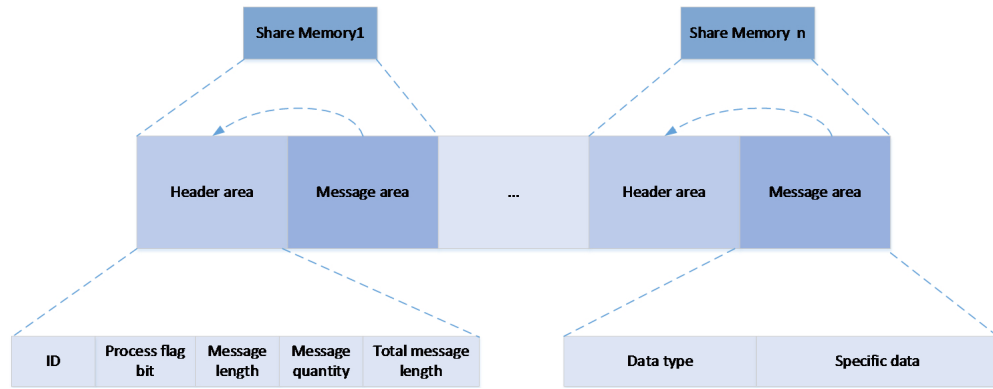 Share Memory1
Share Memory n
Header area
Message area
...
Header area
Message area
ID
Process flag
bit
Message
length
Message
quantity
Total message
length
Data type
Specific data